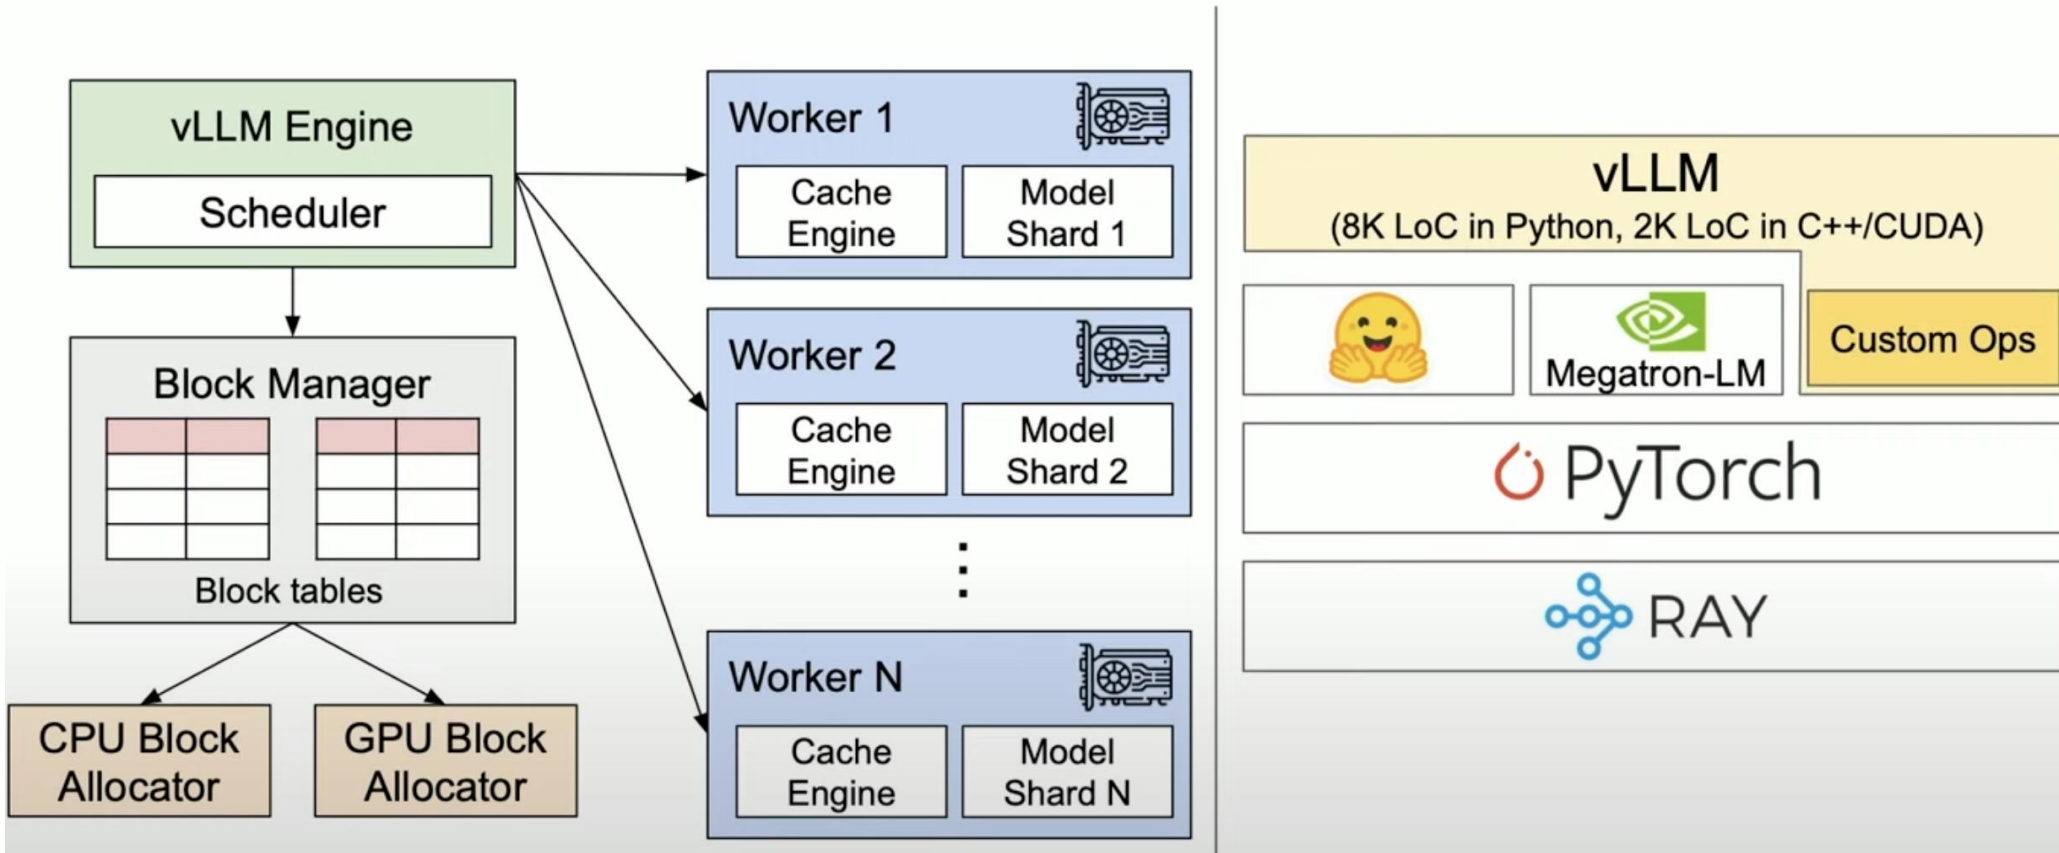 vLLM Engine
Scheduler
Block Manager
Block tables
CPU Block
Allocator
GPU Block
Allocator
Worker 1
Cache
Engine
Model
Shard 1
Worker 2
Cache
Engine
Model
Shard 2
Worker N
Cache
Engine
Model
Shard N
vLLM
(8K LoC in Python, 2K LoC in C++/CUDA)
Megatron-LM
Custom Ops
PyTorch
RAY